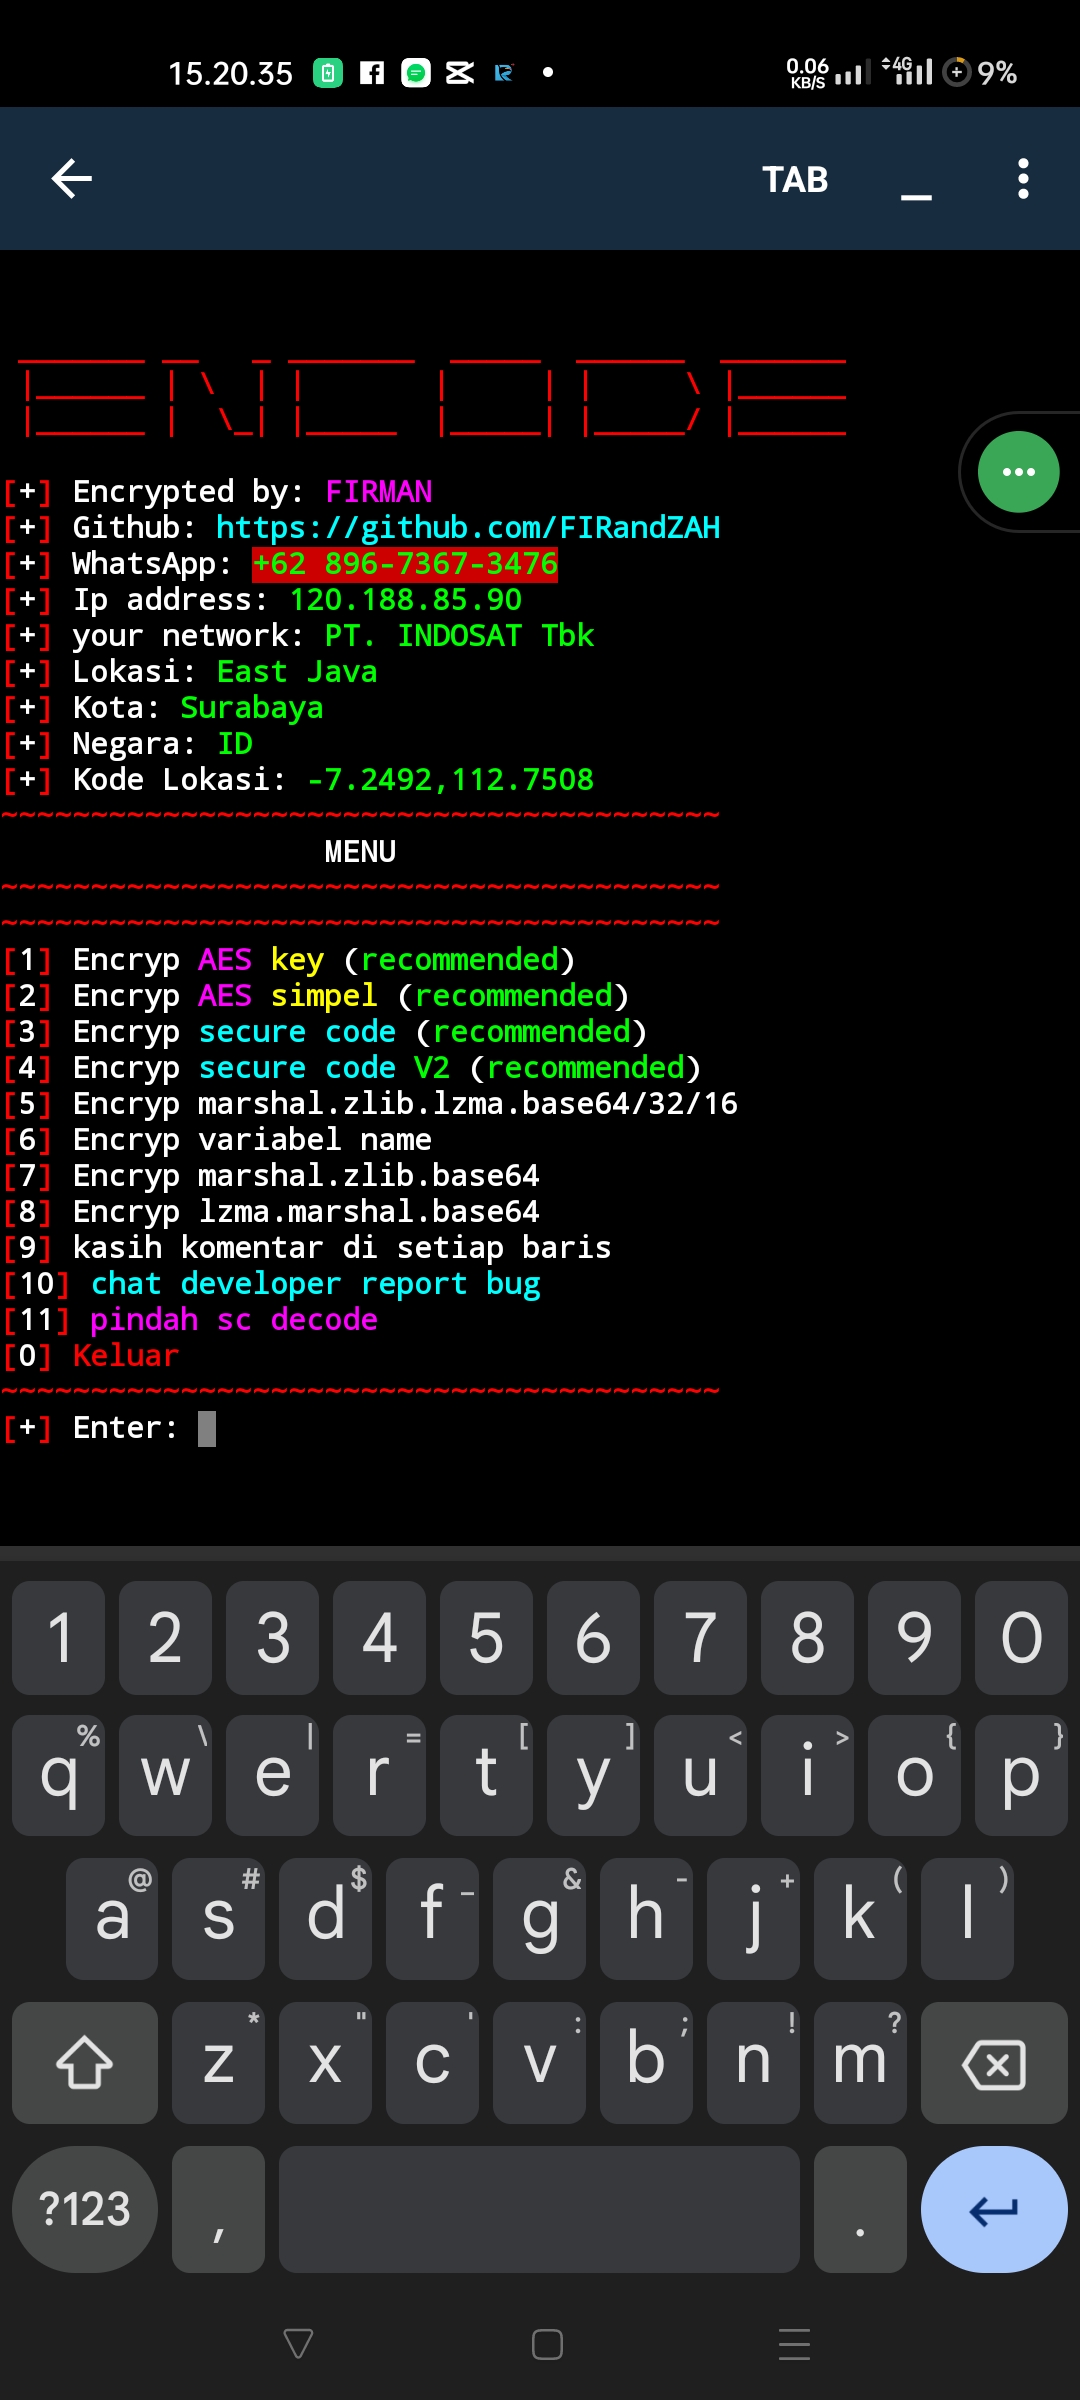 15.20.35 0.06 KB/S 4G 9%
TAB _
ENCODE
[+] Encrypted by: FIRMAN
[+] Github: https://github.com/FIRandZAH
[+] WhatsApp: +62 896-7367-3476
[+] Ip address: 120.188.85.90
[+] your network: PT. INDOSAT Tbk
[+] Lokasi: East Java
[+] Kota: Surabaya
[+] Negara: ID
[+] Kode Lokasi: -7.2492,112.7508
~~~~~~~~~~~~~~~~~~~~~~~~~~~~~~~~~~~~~~~~
MENU
~~~~~~~~~~~~~~~~~~~~~~~~~~~~~~~~~~~~~~~~
~~~~~~~~~~~~~~~~~~~~~~~~~~~~~~~~~~~~~~~~
[1] Encryp AES key (recommended)
[2] Encryp AES simpel (recommended)
[3] Encryp secure code (recommended)
[4] Encryp secure code V2 (recommended)
[5] Encryp marshal.zlib.lzma.base64/32/16
[6] Encryp variabel name
[7] Encryp marshal.zlib.base64
[8] Encryp lzma.marshal.base64
[9] kasih komentar di setiap baris
[10] chat developer report bug
[11] pindah sc decode
[0] Keluar
~~~~~~~~~~~~~~~~~~~~~~~~~~~~~~~~~~~~~~~~
[+] Enter:
1 2 3 4 5 6 7 8 9 0
% \ | = [ ] < > { }
q w e r t y u i o p
@ # $ _ & - + ( )
a s d f g h j k l
* " ' : ; ! ?
z x c v b n m
?123 , .